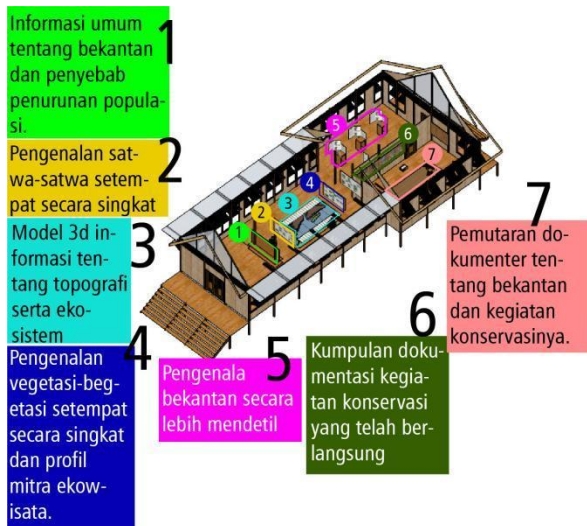 1
Informasi umum
tentang bekantan
dan penyebab
penurunan popula-
si.
2
Pengenalan sat-
wa-satwa setem-
pat secara singkat
3
Model 3d in-
formasi ten-
tang topografi
serta eko-
sistem
4
Pengenalan
vegetasi-beg-
etasi setempat
secara singkat
dan profil
mitra ekow-
isata.
5
Pengenala
bekantan secara
lebih mendetil
6
Kumpulan doku-
mentasi kegia-
tan konservasi
yang telah ber-
langsung
7
Pemutaran do-
kumenter ten-
tang bekantan
dan kegiatan
konservasinya.
5
6
7
4
3
2
1